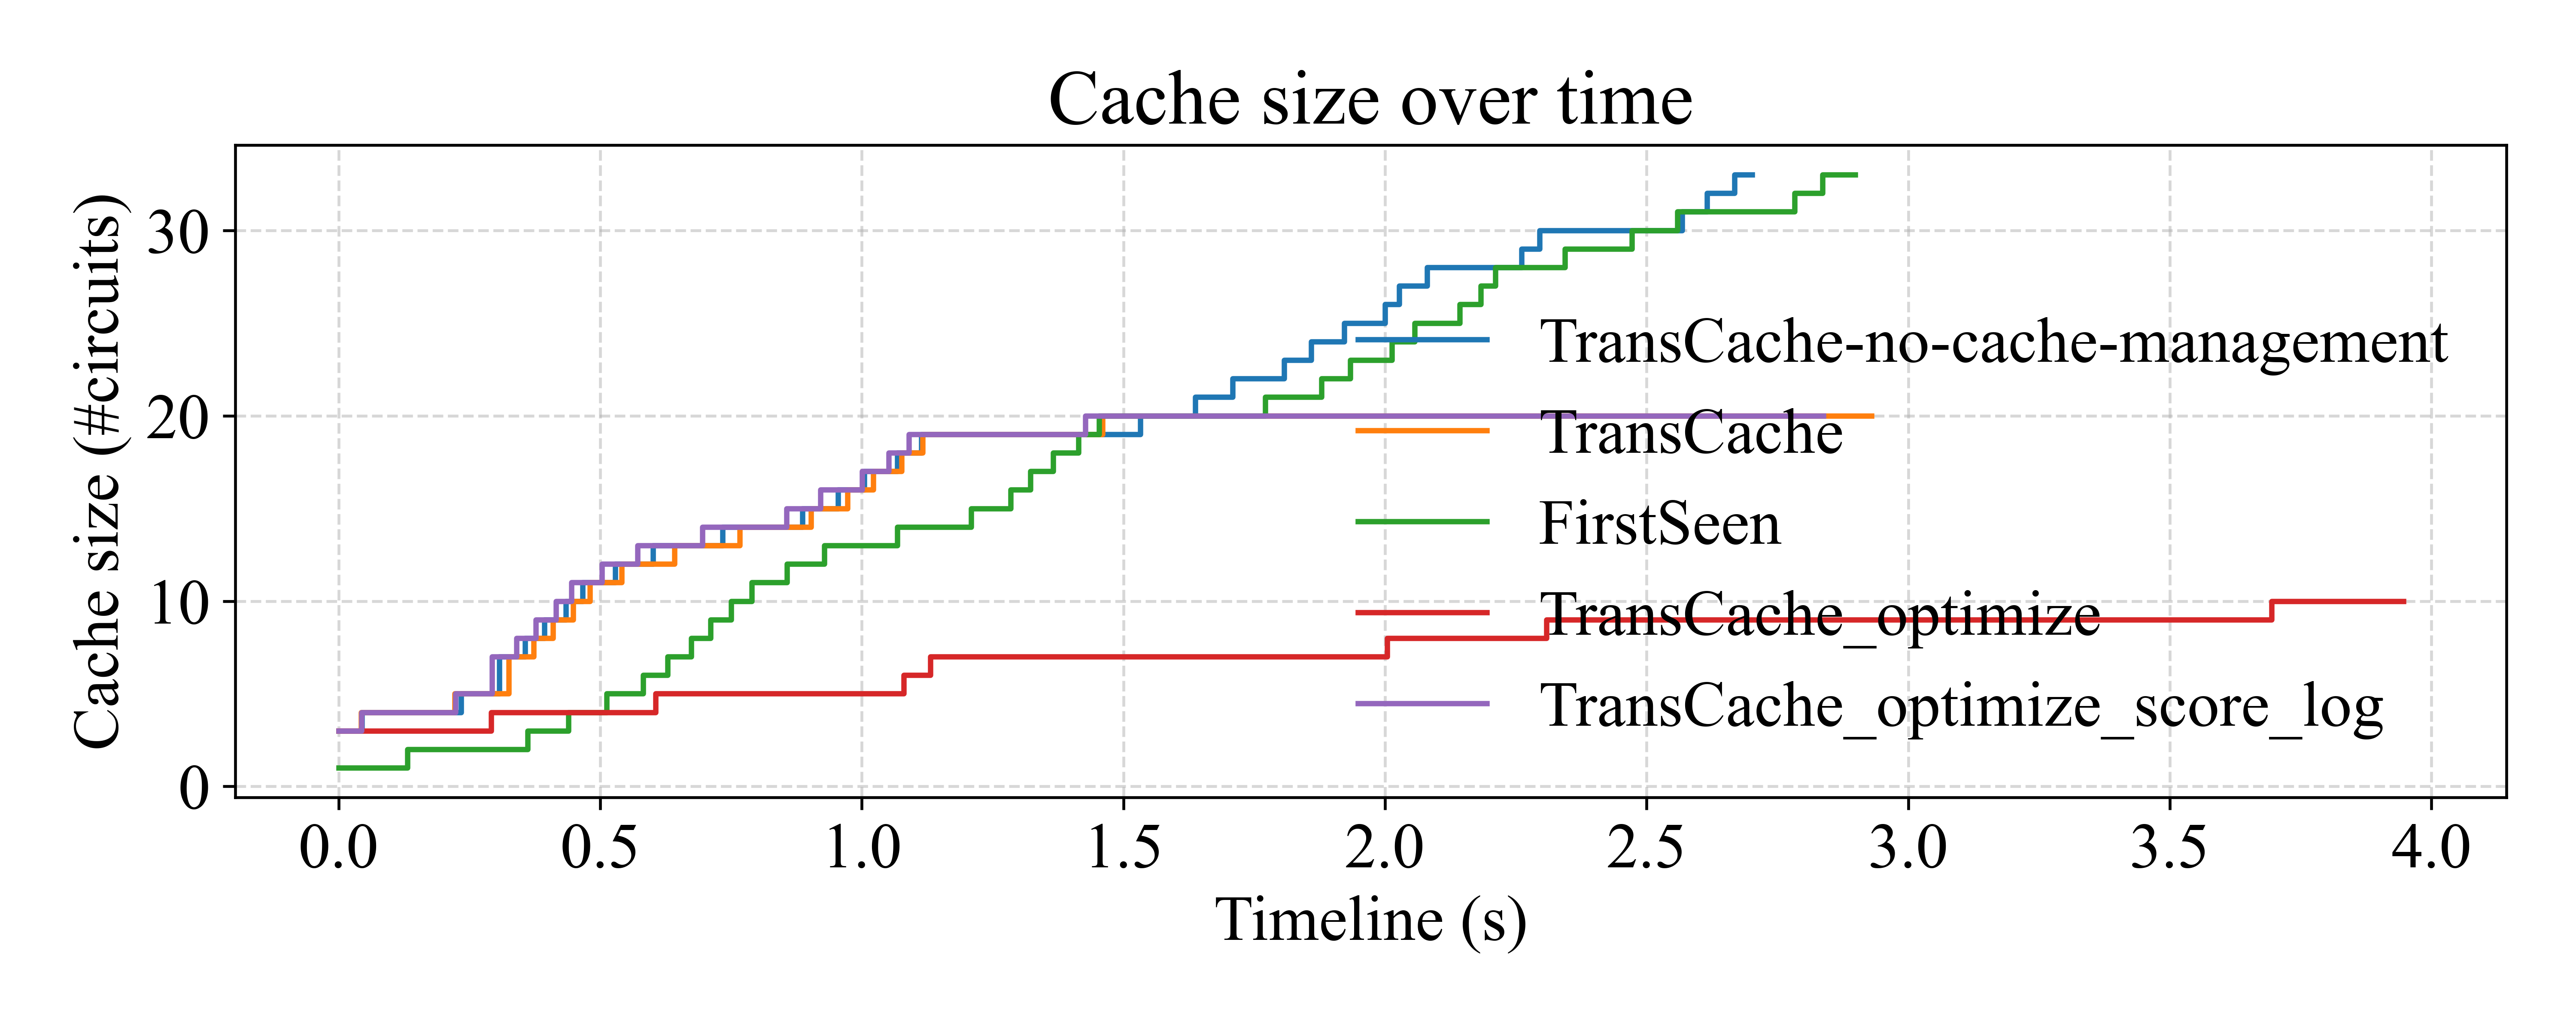 Cache size over time
Cache size (#circuits)
30
20
10
0
TransCache-no-cache-management
TransCache
FirstSeen
TransCache_optimize
TransCache_optimize_score_log
0.0 0.5 1.0 1.5 2.0 2.5 3.0 3.5 4.0
Timeline (s)